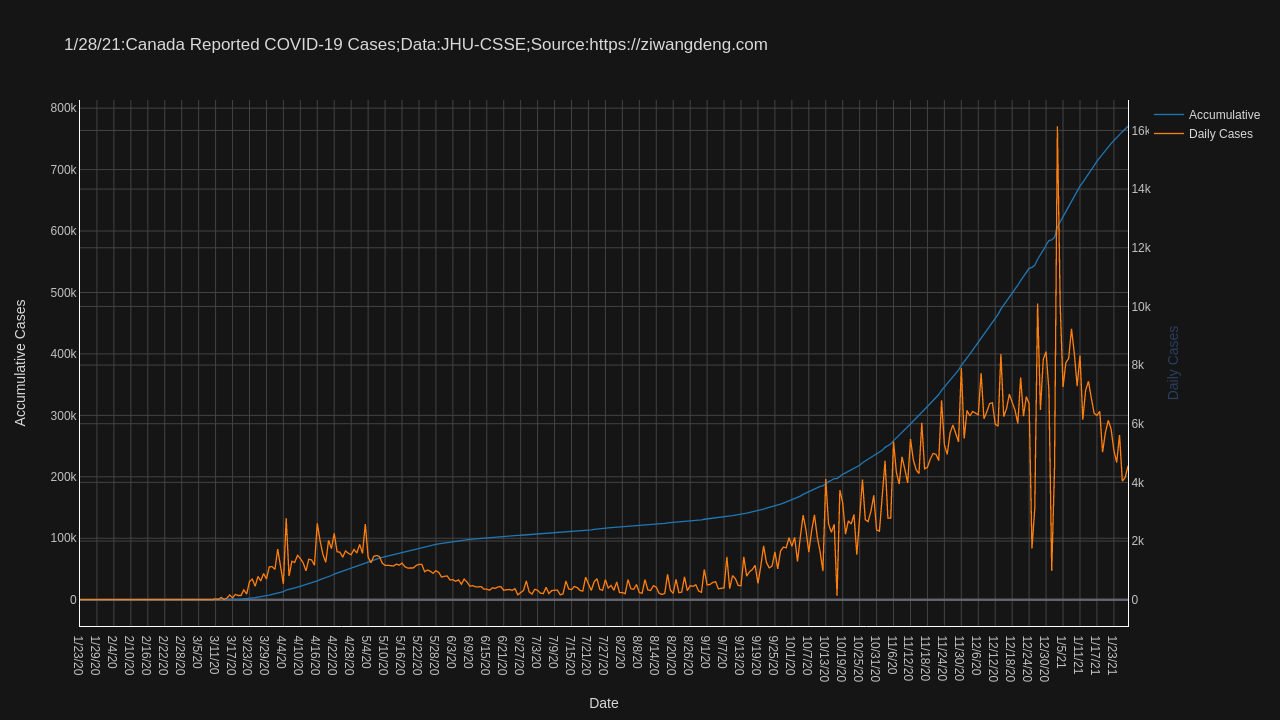 1/28/21:Canada Reported COVID-19 Cases;Data:JHU-CSSE;Source:https://ziwangdeng.com
Accumulative
Daily Cases
800k
700k
600k
500k
400k
300k
200k
100k
0
Accumulative Cases
16k
14k
12k
10k
8k
6k
4k
2k
0
Daily Cases
1/23/20
1/29/20
2/4/20
2/10/20
2/16/20
2/22/20
2/28/20
3/5/20
3/11/20
3/17/20
3/23/20
3/29/20
4/4/20
4/10/20
4/16/20
4/22/20
4/28/20
5/4/20
5/10/20
5/16/20
5/22/20
5/28/20
6/3/20
6/9/20
6/15/20
6/21/20
6/27/20
7/3/20
7/9/20
7/15/20
7/21/20
7/27/20
8/2/20
8/8/20
8/14/20
8/20/20
8/26/20
9/1/20
9/7/20
9/13/20
9/19/20
9/25/20
10/1/20
10/7/20
10/13/20
10/19/20
10/25/20
10/31/20
11/6/20
11/12/20
11/18/20
11/24/20
11/30/20
12/6/20
12/12/20
12/18/20
12/24/20
12/30/20
1/5/21
1/11/21
1/17/21
1/23/21
Date